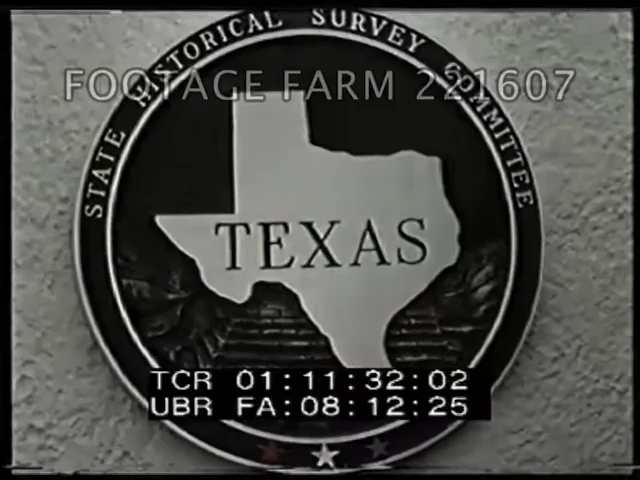 STATE HISTORICAL SURVEY COMMITTEE
FOOTAGE FARM 221607
TEXAS
TCR 01:11:32:02
UBR FA:08:12:25